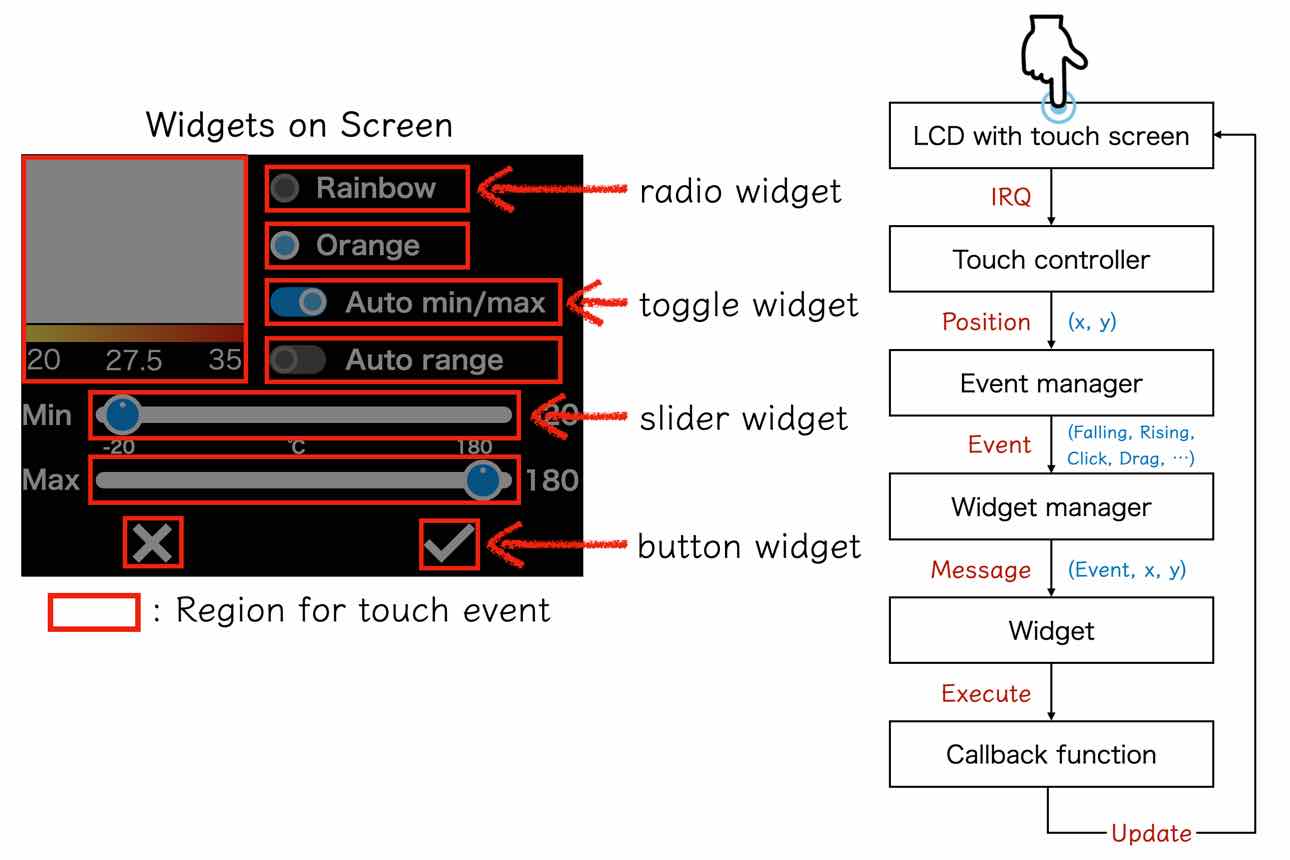 Widgets on Screen
Rainbow
radio widget
Orange
Auto min/max
toggle widget
20 27.5 35
Auto range
Min
slider widget
-20 °C 180
Max
180
button widget
: Region for touch event
LCD with touch screen
IRQ
Touch controller
Position (x, y)
Event manager
Event (Falling, Rising,
Click, Drag, ⋯)
Widget manager
Message (Event, x, y)
Widget
Execute
Callback function
Update